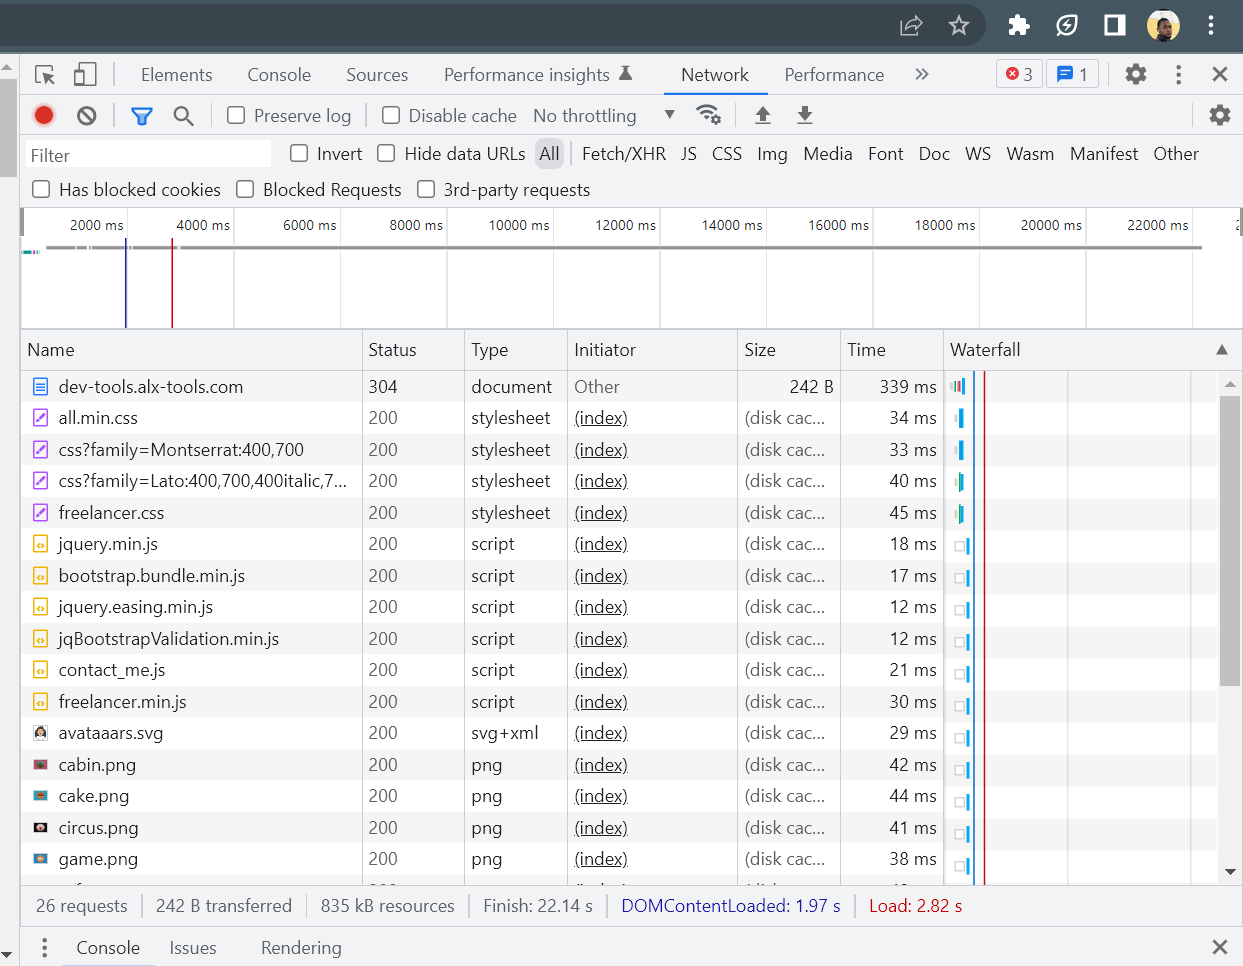 Elements Console Sources Performance insights Network Performance 3 1
Preserve log Disable cache No throttling
Filter Invert Hide data URLs All Fetch/XHR JS CSS Img Media Font Doc WS Wasm Manifest Other
Has blocked cookies Blocked Requests 3rd-party requests
2000 ms 4000 ms 6000 ms 8000 ms 10000 ms 12000 ms 14000 ms 16000 ms 18000 ms 20000 ms 22000 ms
Name Status Type Initiator Size Time Waterfall
dev-tools.alx-tools.com 304 document Other 242 B 339 ms
all.min.css 200 stylesheet (index) (disk cac... 34 ms
css?family=Montserrat:400,700 200 stylesheet (index) (disk cac... 33 ms
css?family=Lato:400,700,400italic,7... 200 stylesheet (index) (disk cac... 40 ms
freelancer.css 200 stylesheet (index) (disk cac... 45 ms
jquery.min.js 200 script (index) (disk cac... 18 ms
bootstrap.bundle.min.js 200 script (index) (disk cac... 17 ms
jquery.easing.min.js 200 script (index) (disk cac... 12 ms
jqBootstrapValidation.min.js 200 script (index) (disk cac... 12 ms
contact_me.js 200 script (index) (disk cac... 21 ms
freelancer.min.js 200 script (index) (disk cac... 30 ms
avataaars.svg 200 svg+xml (index) (disk cac... 29 ms
cabin.png 200 png (index) (disk cac... 42 ms
cake.png 200 png (index) (disk cac... 44 ms
circus.png 200 png (index) (disk cac... 41 ms
game.png 200 png (index) (disk cac... 38 ms
26 requests 242 B transferred 835 kB resources Finish: 22.14 s DOMContentLoaded: 1.97 s Load: 2.82 s
Console Issues Rendering